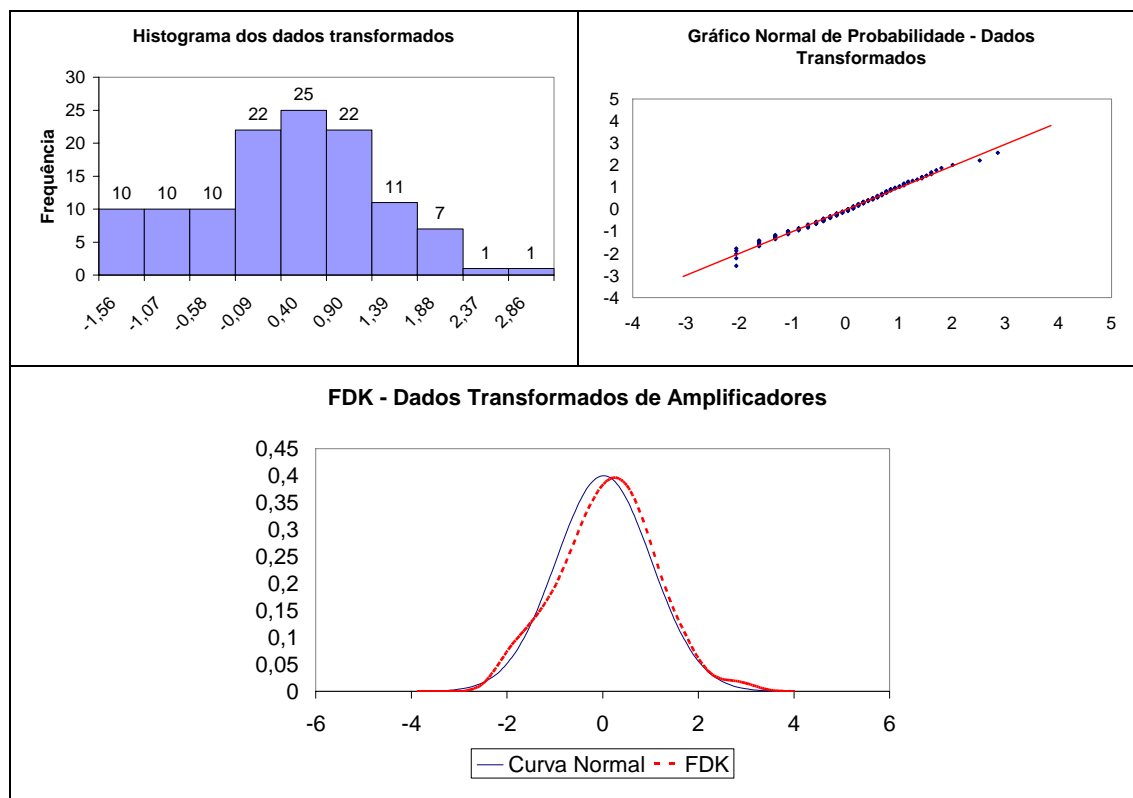 Histograma dos dados transformados
30
25
20
15
10
5
0
Frequência
10 10 10 22 25 22 11 7 1 1
-1,56 -1,07 -0,58 -0,09 0,40 0,90 1,39 1,88 2,37 2,86
Gráfico Normal de Probabilidade - Dados
Transformados
5
4
3
2
1
0
-1
-2
-3
-4
-4 -3 -2 -1 0 1 2 3 4 5
FDK - Dados Transformados de Amplificadores
0,45
0,4
0,35
0,3
0,25
0,2
0,15
0,1
0,05
0
-6 -4 -2 0 2 4 6
Curva Normal FDK